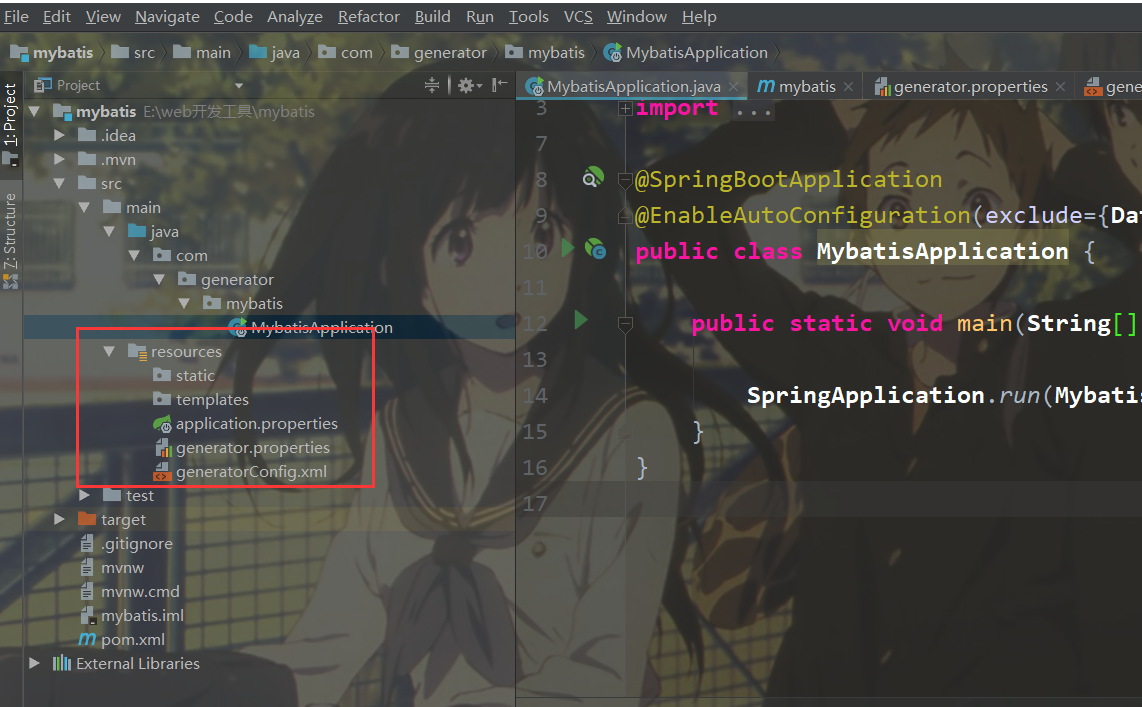 File Edit View Navigate Code Analyze Refactor Build Run Tools VCS Window Help
mybatis src main java com generator mybatis MybatisApplication
1: Project
7: Structure
Project
mybatis E:\web开发工具\mybatis
.idea
.mvn
src
main
java
com
generator
mybatis
MybatisApplication
resources
static
templates
application.properties
generator.properties
generatorConfig.xml
test
target
.gitignore
mvnw
mvnw.cmd
mybatis.iml
pom.xml
External Libraries
MybatisApplication.java mybatis generator.properties gene
3 import ...
7
8 @SpringBootApplication
9 @EnableAutoConfiguration(exclude={Dat
10 public class MybatisApplication {
11
12 public static void main(String[]
13
14 SpringApplication.run(Mybatis
15 }
16 }
17